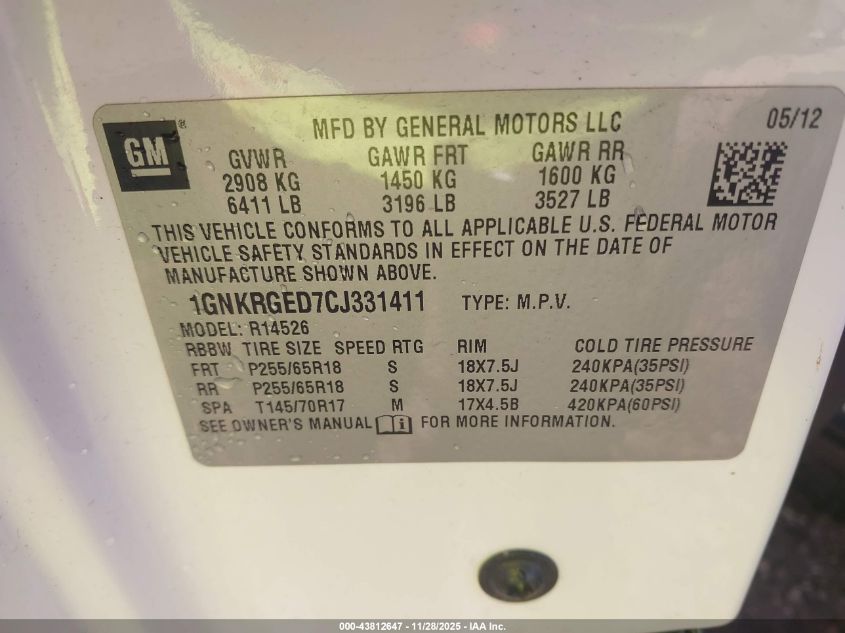 GM ®
MFD BY GENERAL MOTORS LLC
05/12
GVWR GAWR FRT GAWR RR
2908 KG 1450 KG 1600 KG
6411 LB 3196 LB 3527 LB
THIS VEHICLE CONFORMS TO ALL APPLICABLE U.S. FEDERAL MOTOR
VEHICLE SAFETY STANDARDS IN EFFECT ON THE DATE OF
MANUFACTURE SHOWN ABOVE.
1GNKRGED7CJ331411 TYPE: M.P.V.
MODEL: R14526
RBBW TIRE SIZE SPEED RTG RIM COLD TIRE PRESSURE
FRT P255/65R18 S 18X7.5J 240KPA(35PSI)
RR P255/65R18 S 18X7.5J 240KPA(35PSI)
SPA T145/70R17 M 17X4.5B 420KPA(60PSI)
SEE OWNER'S MANUAL FOR MORE INFORMATION.
000-43812647 - 11/28/2025 - IAA Inc.